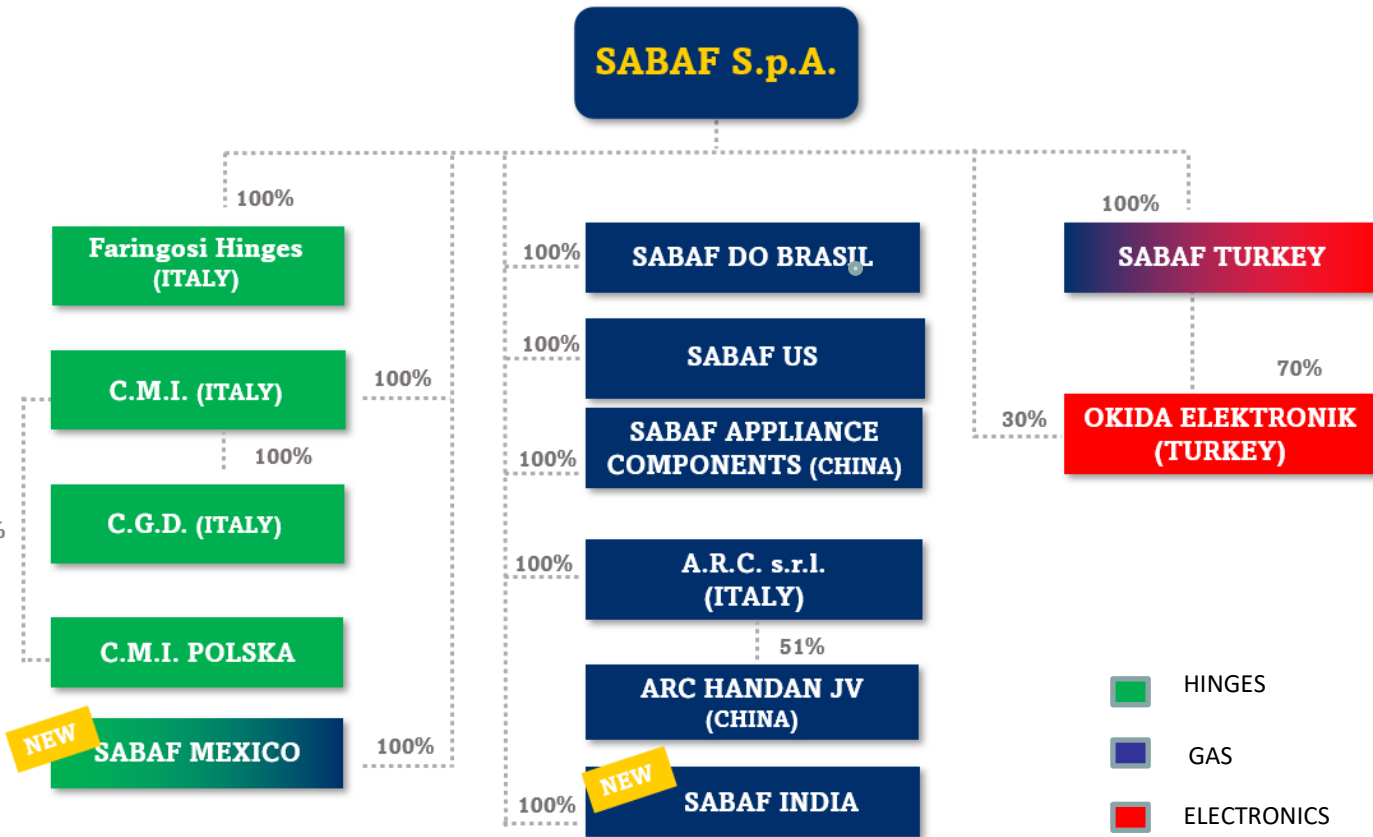 SABAF S.p.A.
100%
Faringosi Hinges
(ITALY)
C.M.I. (ITALY)
100%
100%
C.G.D. (ITALY)
%
C.M.I. POLSKA
NEW
SABAF MEXICO
100%
100%
SABAF DO BRASIL
100%
SABAF US
SABAF APPLIANCE
COMPONENTS (CHINA)
100%
100%
A.R.C. s.r.l.
(ITALY)
51%
ARC HANDAN JV
(CHINA)
NEW
100%
SABAF INDIA
100%
SABAF TURKEY
70%
30%
OKIDA ELEKTRONIK
(TURKEY)
HINGES
GAS
ELECTRONICS